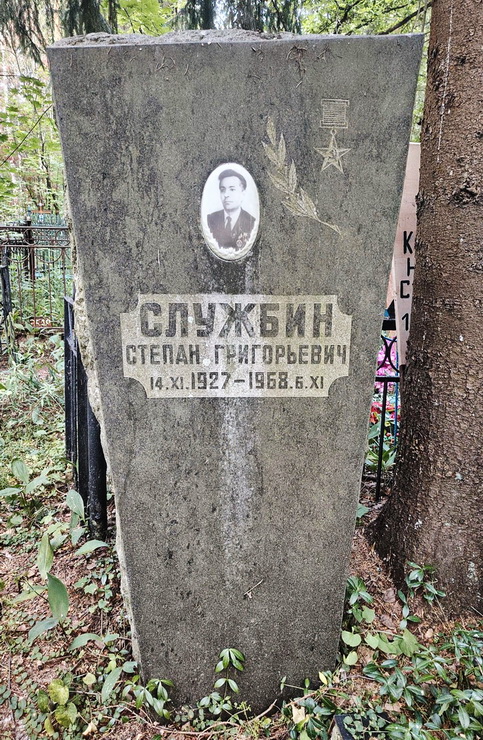 СЛУЖБИН
СТЕПАН ГРИГОРЬЕВИЧ
14.XI.1927-1968.6.XI